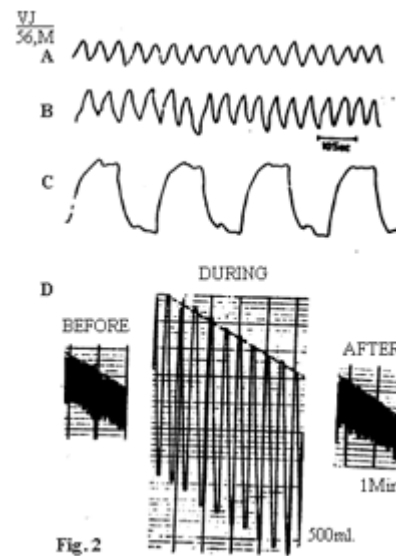 VJ
56,M
A
B
10Sec
C
DURING
D
BEFORE
AFTER
1Min
500ml.
Fig. 2